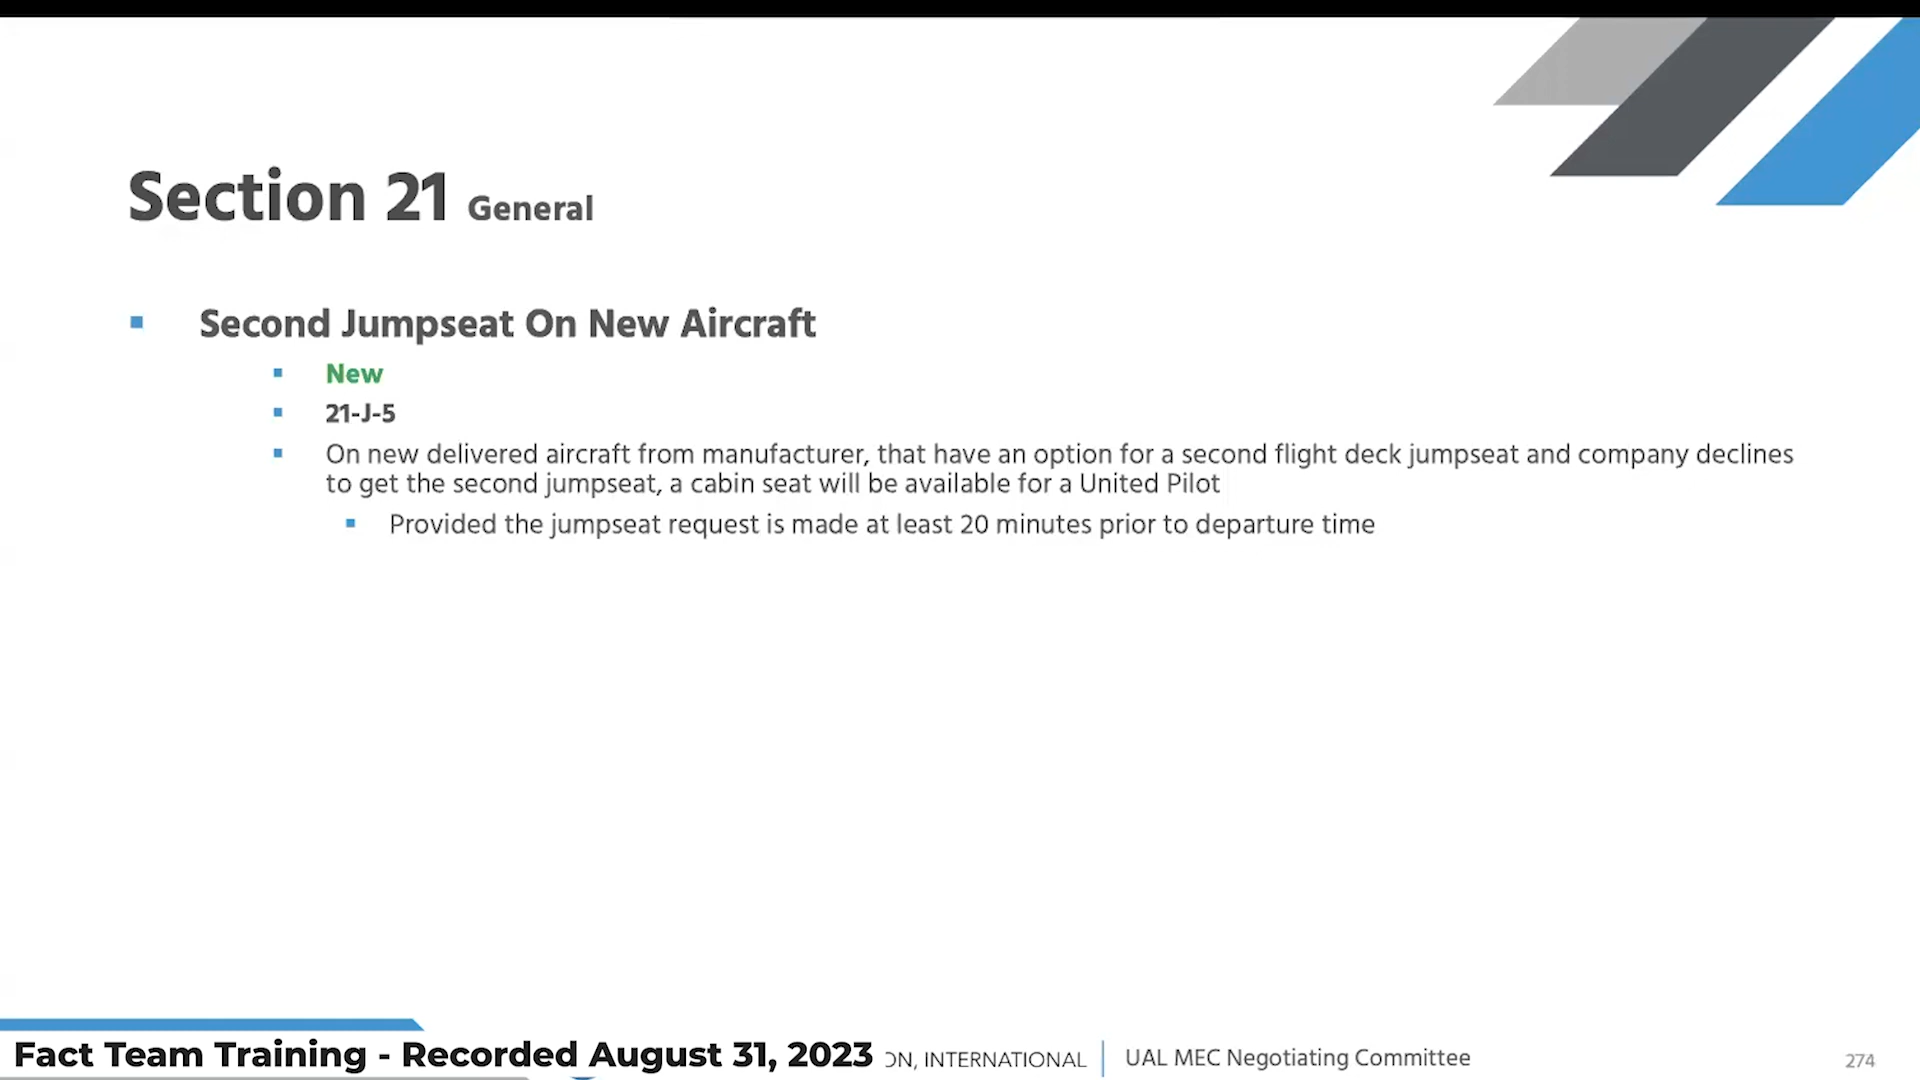 Section 21 General
Second Jumpseat On New Aircraft
New
21-J-5
On new delivered aircraft from manufacturer, that have an option for a second flight deck jumpseat and company declines
to get the second jumpseat, a cabin seat will be available for a United Pilot
Provided the jumpseat request is made at least 20 minutes prior to departure time
Fact Team Training - Recorded August 31, 2023
INTERNATIONAL
UAL MEC Negotiating Committee
274